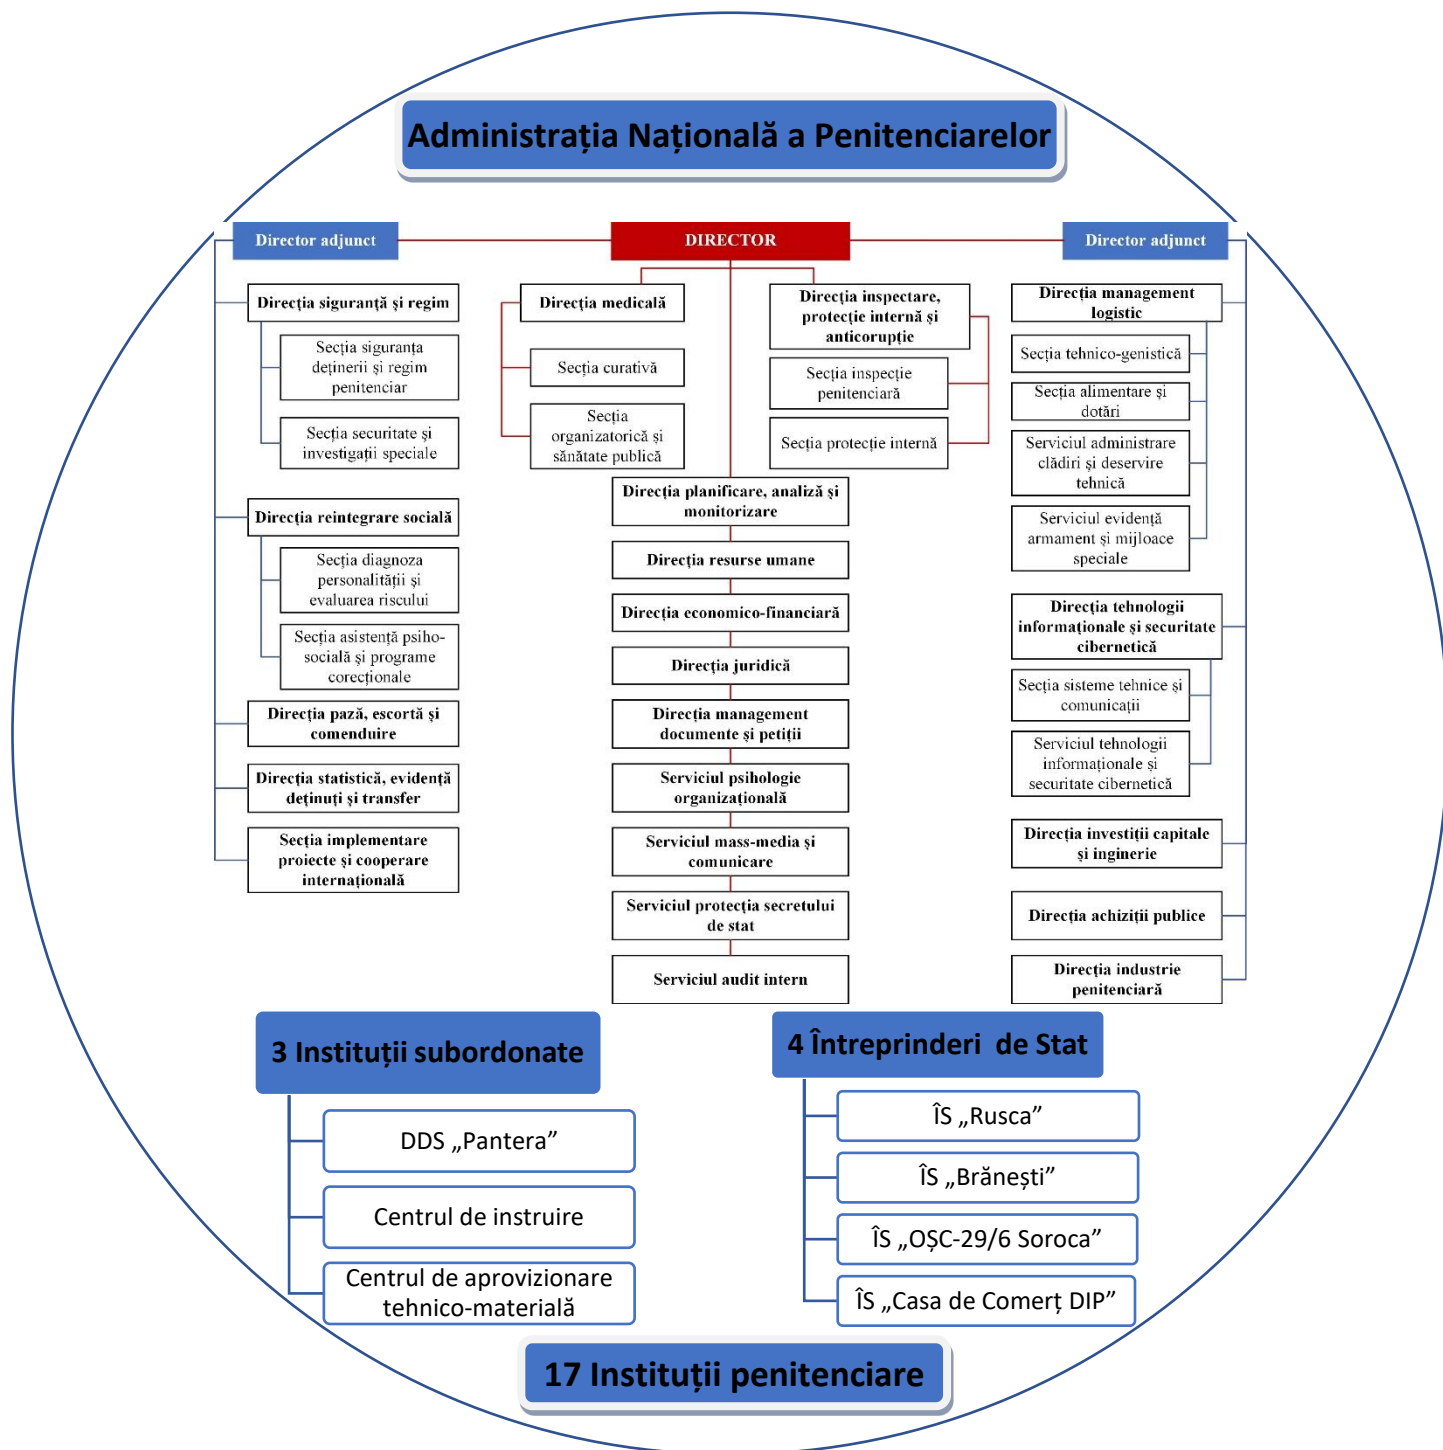 Administrația Națională a Penitenciarelor
Director adjunct
DIRECTOR
Director adjunct
Direcția siguranță și regim
Secția siguranța
deținerii și regim
penitenciar
Secția securitate și
investigații speciale
Direcția reintegrare socială
Secția diagnoza
personalității și
evaluarea riscului
Secția asistență psiho-
socială și programe
corecționale
Direcția pază, escortă și
comenduire
Direcția statistică, evidență
deținuți și transfer
Secția implementare
proiecte și cooperare
internațională
Direcția medicală
Secția curativă
Secția
organizatorică și
sănătate publică
Direcția inspectare,
protecție internă și
anticorupție
Secția inspecție
penitenciară
Secția protecție internă
Direcția planificare, analiză și
monitorizare
Direcția resurse umane
Direcția economico-financiară
Direcția juridică
Direcția management
documente și petiții
Serviciul psihologie
organizațională
Serviciul mass-media și
comunicare
Serviciul protecția secretului
de stat
Serviciul audit intern
Direcția management
logistic
Secția tehnico-genistică
Secția alimentare și
dotări
Serviciul administrare
clădiri și deservire
tehnică
Serviciul evidență
armament și mijloace
speciale
Direcția tehnologii
informaționale și securitate
cibernetică
Secția sisteme tehnice și
comunicații
Serviciul tehnologii
informaționale și
securitate cibernetică
Direcția investiții capitale
și inginerie
Direcția achiziții publice
Direcția industrie
penitenciară
3 Instituții subordonate
DDS „Pantera”
Centrul de instruire
Centrul de aprovizionare
tehnico-materială
4 Întreprinderi de Stat
ÎS „Rusca”
ÎS „Brănești”
ÎS „OȘC-29/6 Soroca”
ÎS „Casa de Comerț DIP”
17 Instituții penitenciare